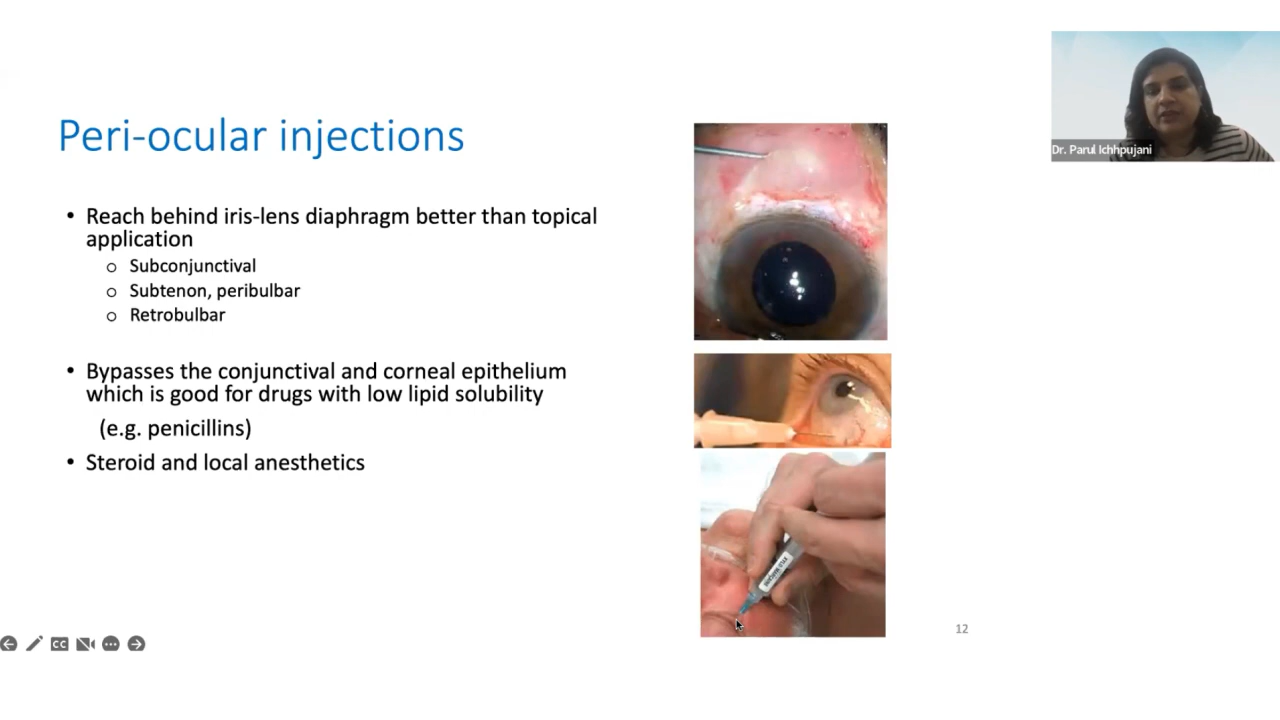 Peri-ocular injections
• Reach behind iris-lens diaphragm better than topical
application
o Subconjunctival
o Subtenon, peribulbar
o Retrobulbar
• Bypasses the conjunctival and corneal epithelium
which is good for drugs with low lipid solubility
(e.g. penicillins)
• Steroid and local anesthetics
Dr. Parul Ichhpujani
12
CC